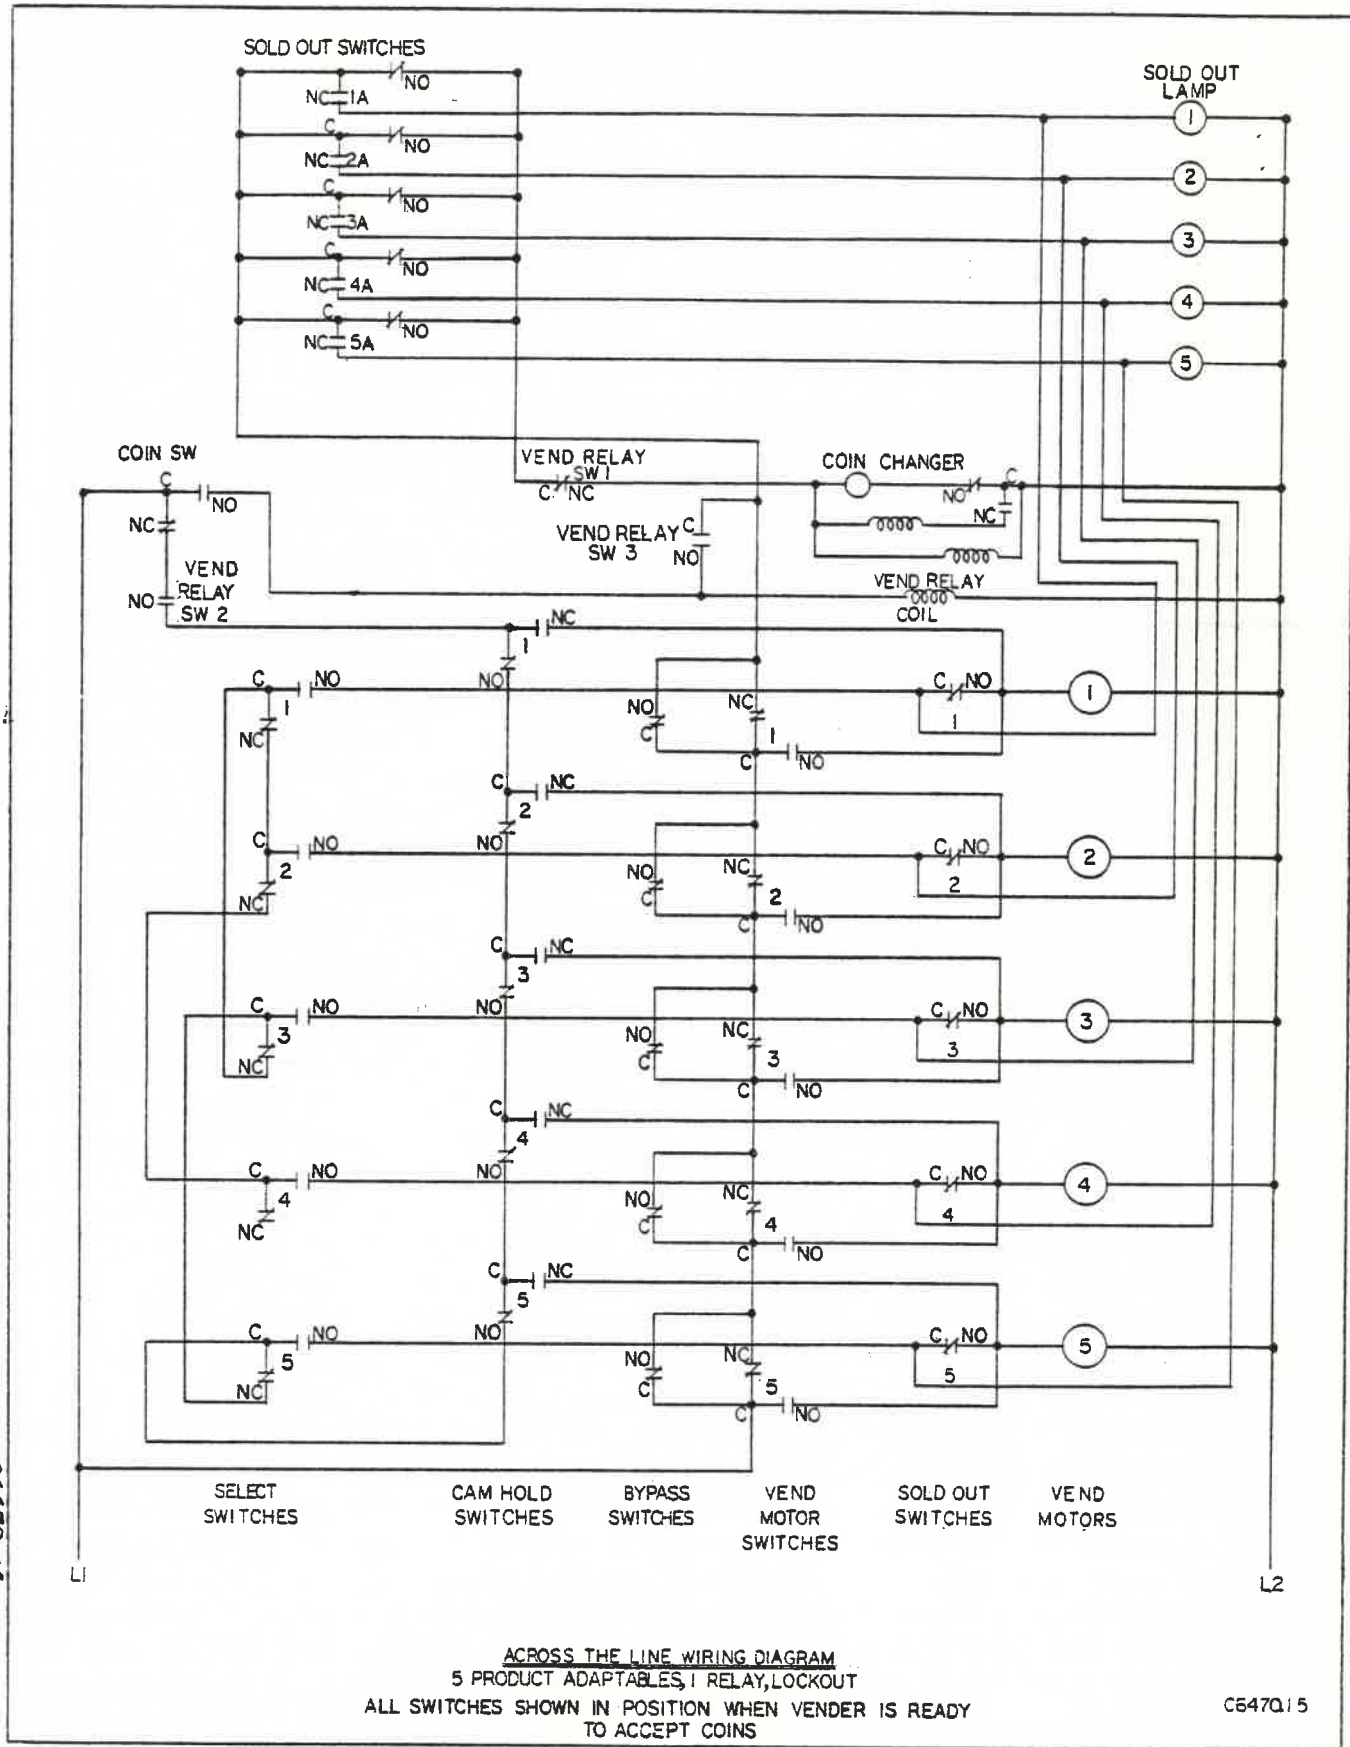 SOLD OUT SWITCHES
NO
NC 1A
C
NO
NC 2A
C
NO
NC 3A
C
NO
NC 4A
C
NO
NC 5A
SOLD OUT
LAMP
1
2
3
4
5
COIN SW
C
NO
NC
VEND
RELAY
SW 2
NO
VEND RELAY
SW 1
C NC
VEND RELAY C
SW 3
NO
COIN CHANGER
NO
C
NC
VEND RELAY
COIL
NC
1
NO
C NO
1
NC
NO
C
NC
1
C NO
C NO
1
1
C NC
2
NO
C NO
2
NC
NO
C
NC
2
C NO
C NO
2
2
C NC
3
NO
C NO
3
NC
NO
C
NC
3
C NO
C NO
3
3
C NC
4
NO
C NO
4
NC
NO
C
NC
4
C NO
C NO
4
4
C NC
5
NO
C NO
5
NC
NO
C
NC
5
C NO
C NO
5
5
SELECT
SWITCHES
CAM HOLD
SWITCHES
BYPASS
SWITCHES
VEND
MOTOR
SWITCHES
SOLD OUT
SWITCHES
VEND
MOTORS
L1
L2
ACROSS THE LINE WIRING DIAGRAM
5 PRODUCT ADAPTABLES, 1 RELAY, LOCKOUT
ALL SWITCHES SHOWN IN POSITION WHEN VENDER IS READY
TO ACCEPT COINS